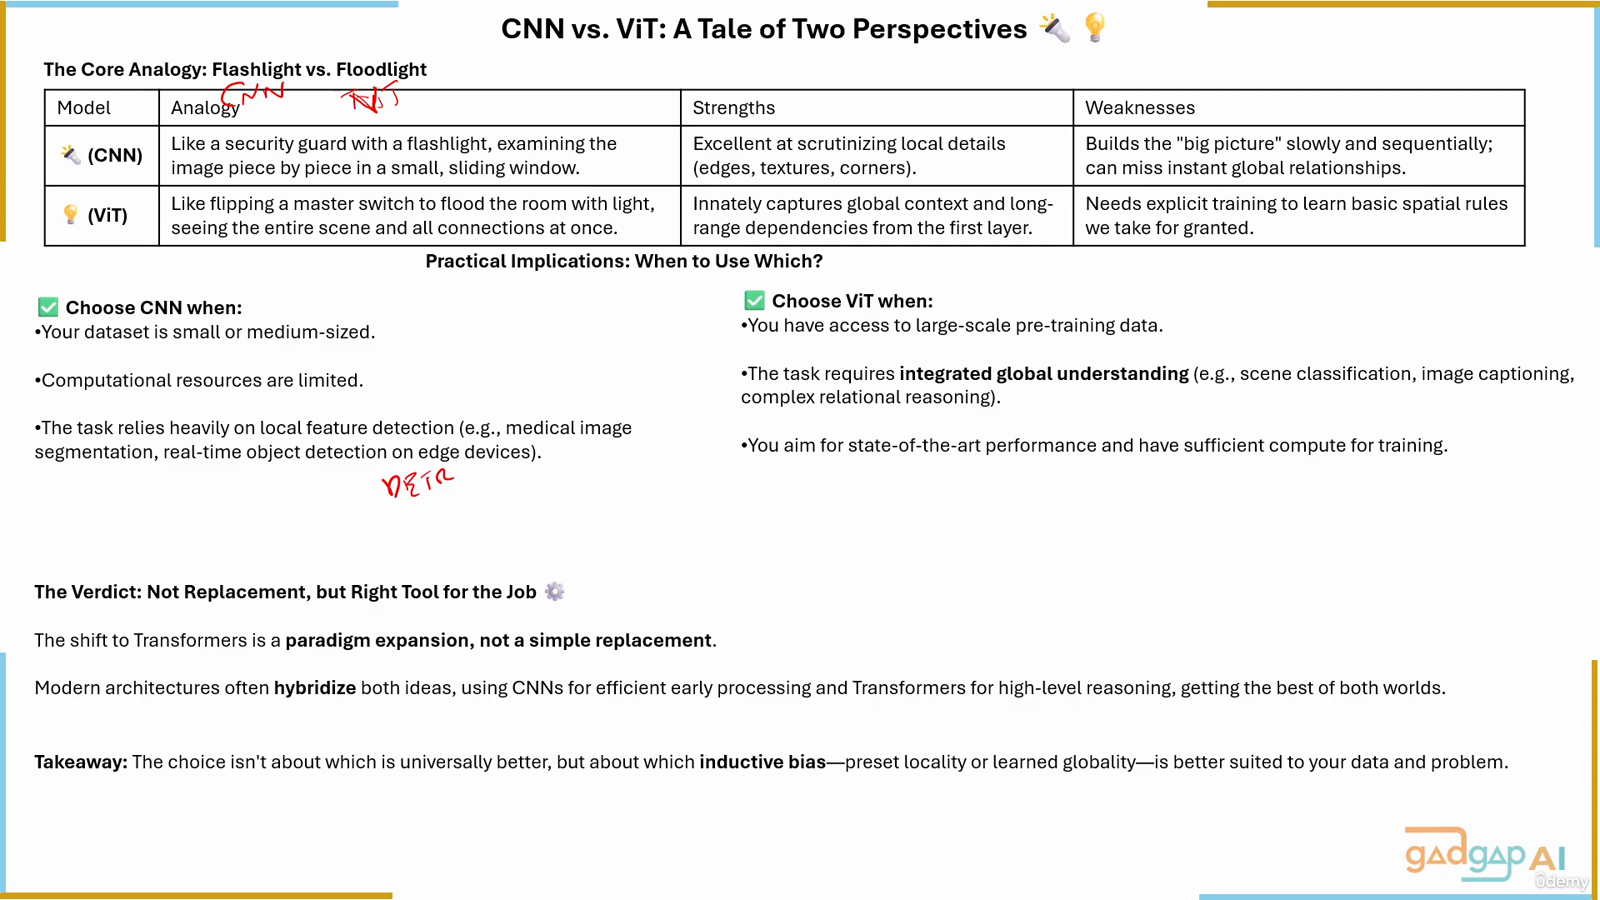 CNN vs. ViT: A Tale of Two Perspectives
The Core Analogy: Flashlight vs. Floodlight
CNN
Model
Analogy
Strengths
Weaknesses
(CNN)
Like a security guard with a flashlight, examining the
image piece by piece in a small, sliding window.
Excellent at scrutinizing local details
(edges, textures, corners).
Builds the "big picture" slowly and sequentially;
can miss instant global relationships.
(ViT)
Like flipping a master switch to flood the room with light,
seeing the entire scene and all connections at once.
Innately captures global context and long-
range dependencies from the first layer.
Needs explicit training to learn basic spatial rules
we take for granted.
Practical Implications: When to Use Which?
✅ Choose CNN when:
•Your dataset is small or medium-sized.
•Computational resources are limited.
•The task relies heavily on local feature detection (e.g., medical image
segmentation, real-time object detection on edge devices).
DETR
✅ Choose ViT when:
•You have access to large-scale pre-training data.
•The task requires integrated global understanding (e.g., scene classification, image captioning,
complex relational reasoning).
•You aim for state-of-the-art performance and have sufficient compute for training.
The Verdict: Not Replacement, but Right Tool for the Job
The shift to Transformers is a paradigm expansion, not a simple replacement.
Modern architectures often hybridize both ideas, using CNNs for efficient early processing and Transformers for high-level reasoning, getting the best of both worlds.
Takeaway: The choice isn't about which is universally better, but about which inductive bias—preset locality or learned globality—is better suited to your data and problem.
gadgap AI
ûdemy